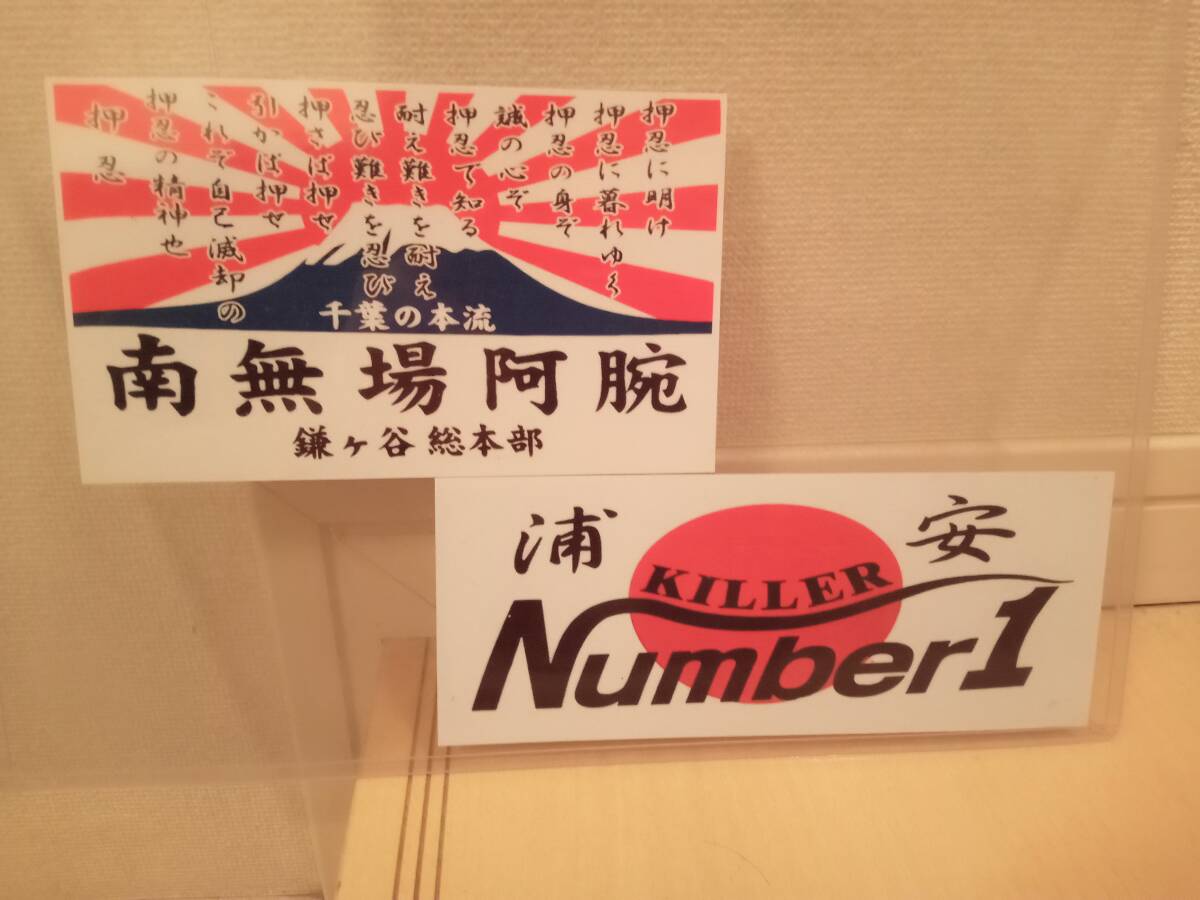 押忍に明け
押忍に暮れゆく
押忍の身ぞ
誠の心ぞ
押忍で知る
耐え難きを耐え
忍び難きを忍び
押さば押せ
引かば押せ
これぞ自己滅却の
押忍の精神也
押忍
千葉の本流
南無場阿腕
鎌ヶ谷総本部
浦安
KILLER
Number1